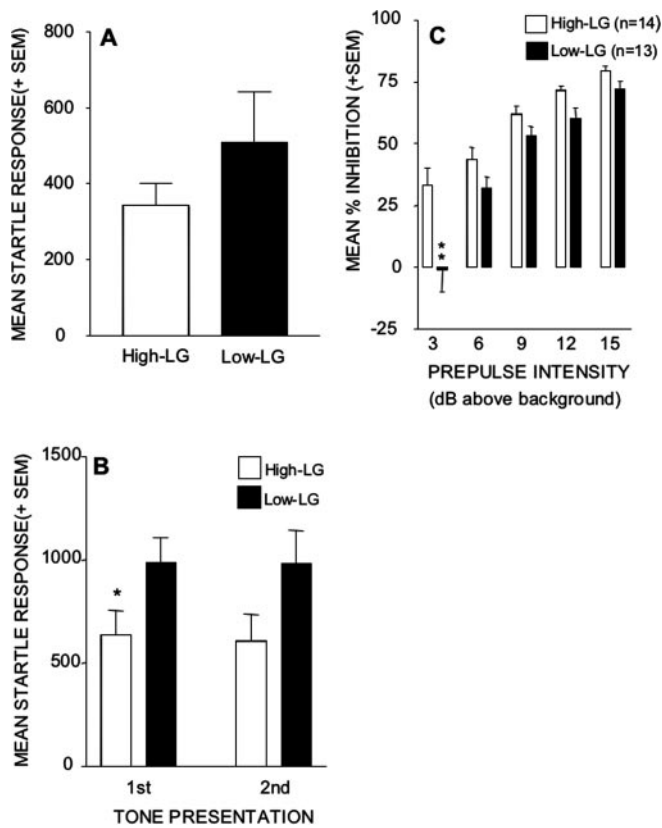 A
MEAN STARTLE RESPONSE(+ SEM)
800
600
400
200
0
High-LG
Low-LG
C
High-LG (n=14)
Low-LG (n=13)
MEAN % INHIBITION (+SEM)
100
75
50
25
0
-25
**
3 6 9 12 15
PREPULSE INTENSITY
(dB above background)
B
High-LG
Low-LG
MEAN STARTLE RESPONSE(+ SEM)
1500
1000
500
0
*
1st 2nd
TONE PRESENTATION